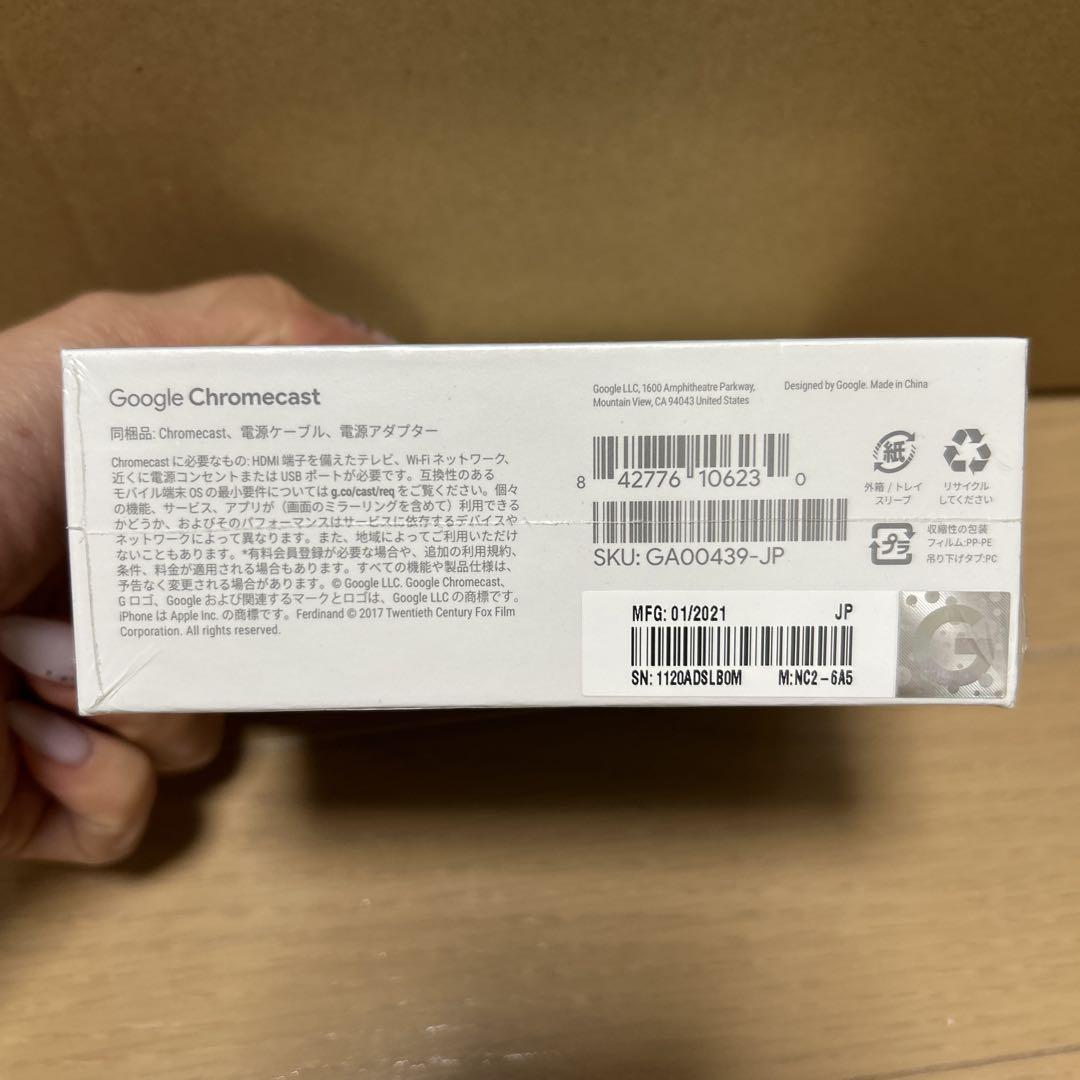 Google Chromecast
同梱品: Chromecast、電源ケーブル、電源アダプター
Chromecast に必要なもの: HDMI 端子を備えたテレビ、Wi-Fi ネットワーク、
近くに電源コンセントまたは USB ポートが必要です。互換性のある
モバイル端末 OS の最小要件については g.co/cast/req をご覧ください。個々
の機能、サービス、アプリが（画面のミラーリングを含めて）利用できる
かどうか、およびそのパフォーマンスはサービスに依存するデバイスや
ネットワークによって異なります。また、地域によってご利用いただけ
ないこともあります。*有料会員登録が必要な場合や、追加の利用規約、
条件、料金が適用される場合もあります。すべての機能や製品仕様は、
予告なく変更される場合があります。© Google LLC. Google Chromecast、
G ロゴ、Google および関連するマークとロゴは、Google LLC の商標です。
iPhone は Apple Inc. の商標です。Ferdinand © 2017 Twentieth Century Fox Film
Corporation. All rights reserved.
Google LLC, 1600 Amphitheatre Parkway,
Mountain View, CA 94043 United States
Designed by Google. Made in China
8 42776 10623 0
SKU: GA00439-JP
紙
外箱 / トレイ
スリーブ
リサイクル
してください
プラ
収縮性の包装
フィルム:PP-PE
吊り下げタブ:PC
MFG: 01/2021 JP
SN: 1120ADSLB0M M:NC2-6A5
G